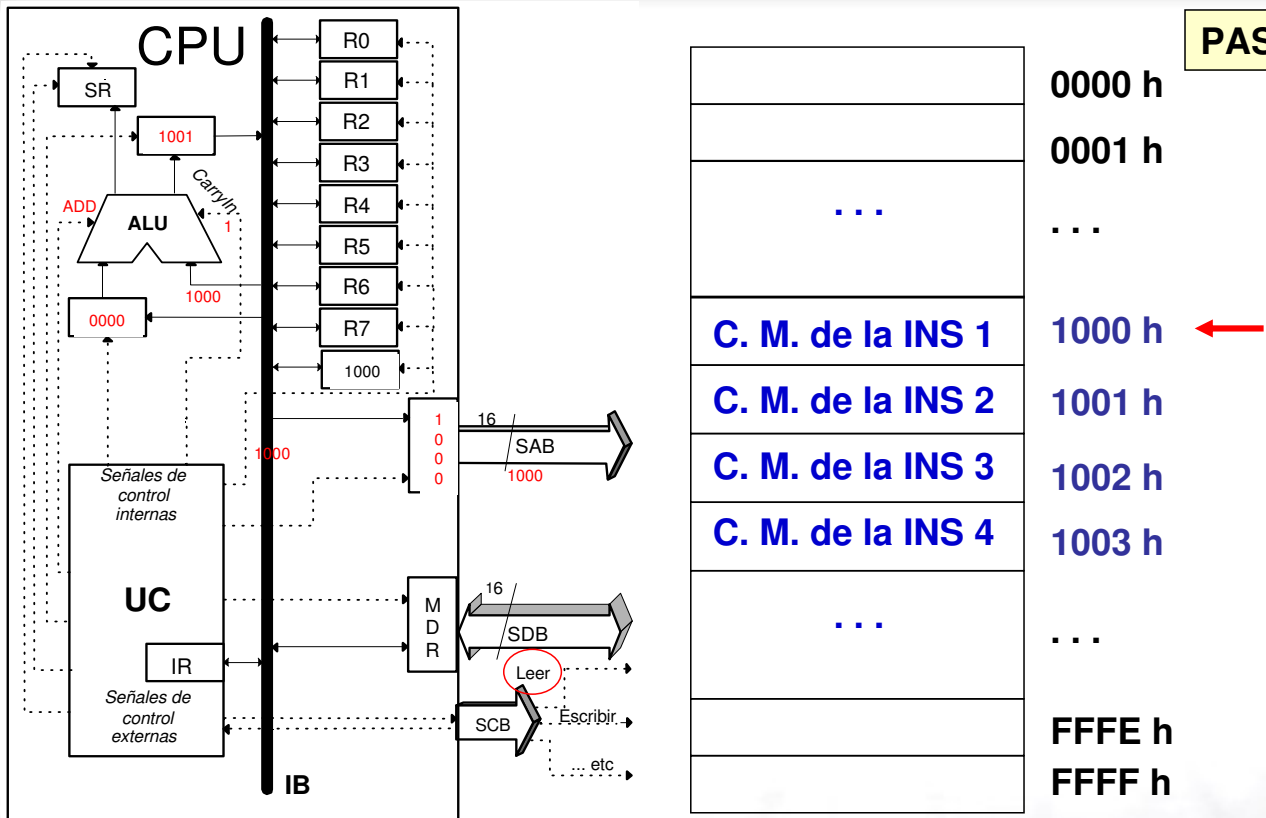 CPU
SR
1001
ADD
ALU
CarryIn
1
1000
0000
R0
R1
R2
R3
R4
R5
R6
R7
1000
1000
1
0
0
0
16
SAB
1000
Señales de
control
internas
UC
IR
Señales de
control
externas
M
D
R
16
SDB
Leer
SCB
Escribir
... etc
IB
PAS
0000 h
0001 h
. . .
. . .
C. M. de la INS 1
1000 h
C. M. de la INS 2
1001 h
C. M. de la INS 3
1002 h
C. M. de la INS 4
1003 h
. . .
. . .
FFFE h
FFFF h